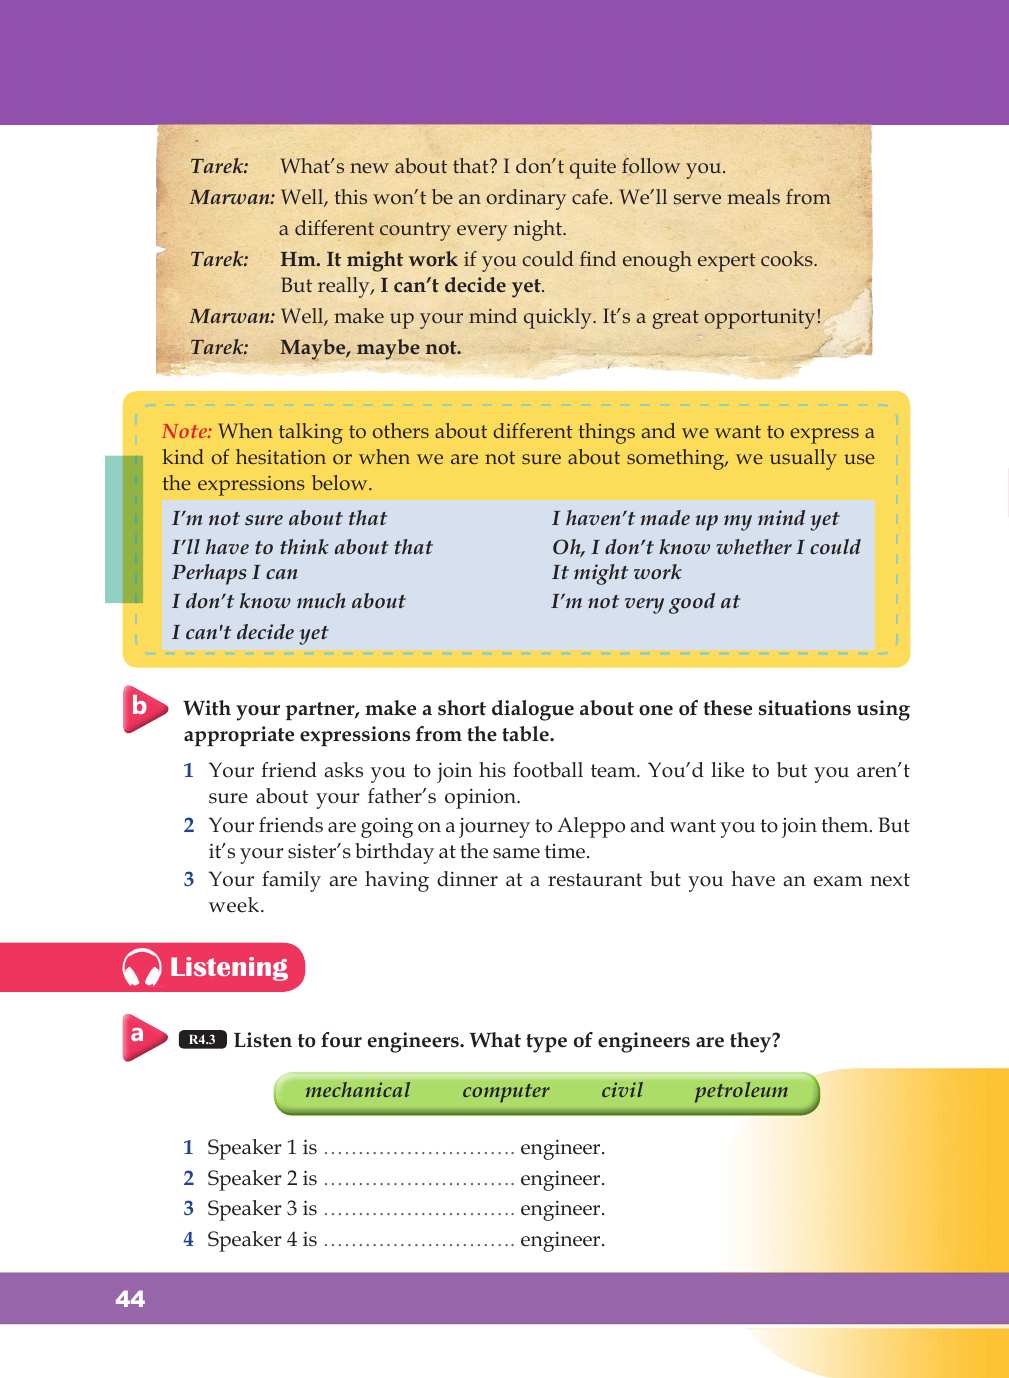 Tarek: What's new about that? I don't quite follow you.
Marwan: Well, this won't be an ordinary cafe. We'll serve meals from
a different country every night.
Tarek: Hm. It might work if you could find enough expert cooks.
But really, I can't decide yet.
Marwan: Well, make up your mind quickly. It's a great opportunity!
Tarek: Maybe, maybe not.
Note: When talking to others about different things and we want to express a
kind of hesitation or when we are not sure about something, we usually use
the expressions below.
I'm not sure about that I haven't made up my mind yet
I'll have to think about that Oh, I don't know whether I could
Perhaps I can It might work
I don't know much about I'm not very good at
I can't decide yet
b With your partner, make a short dialogue about one of these situations using
appropriate expressions from the table.
1 Your friend asks you to join his football team. You'd like to but you aren't
sure about your father's opinion.
2 Your friends are going on a journey to Aleppo and want you to join them. But
it's your sister's birthday at the same time.
3 Your family are having dinner at a restaurant but you have an exam next
week.
Listening
a R4.3 Listen to four engineers. What type of engineers are they?
mechanical computer civil petroleum
1 Speaker 1 is ............................ engineer.
2 Speaker 2 is ............................ engineer.
3 Speaker 3 is ............................ engineer.
4 Speaker 4 is ............................ engineer.
44